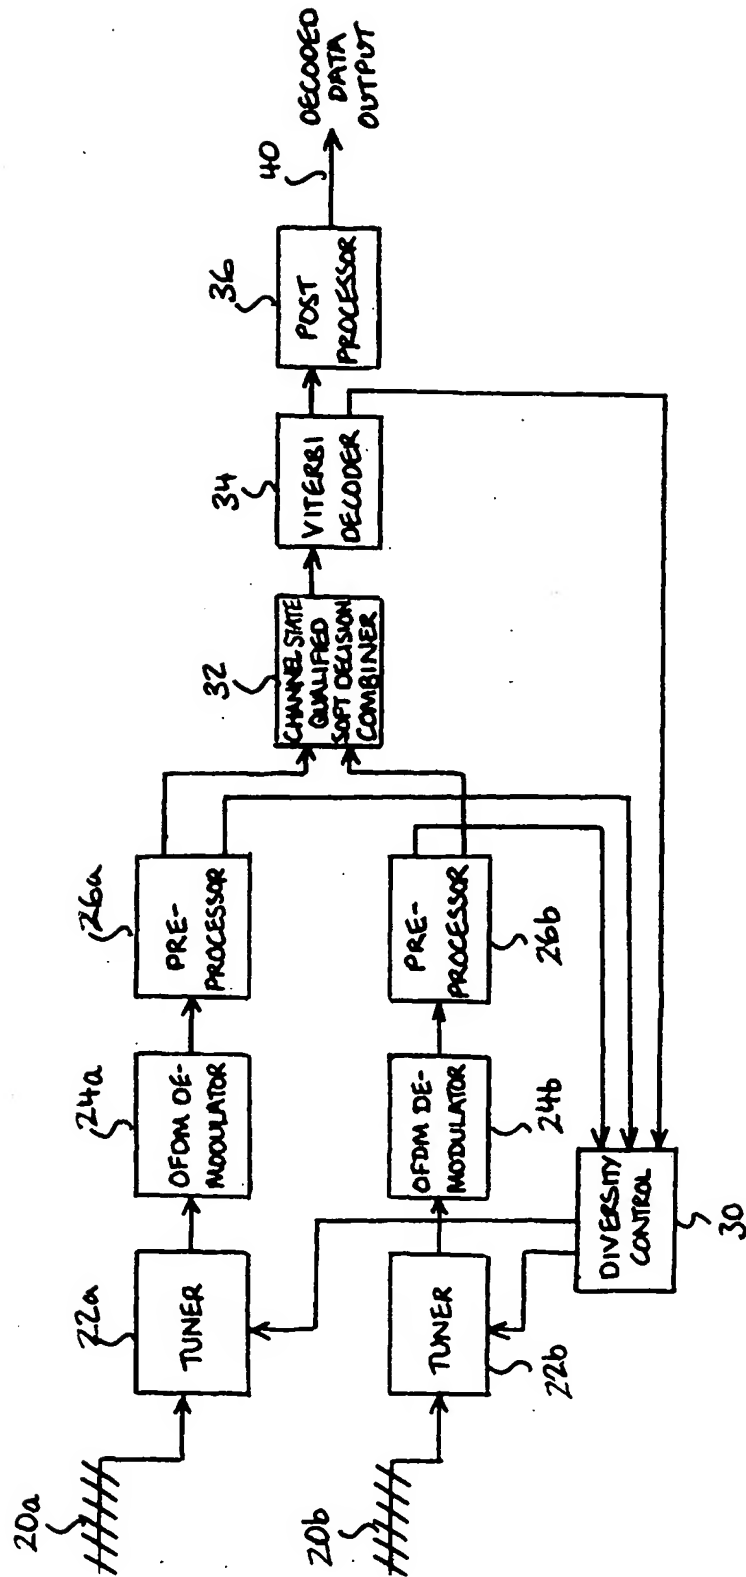 20a
22a
TUNER
24a
OFDM DE-
MODULATOR
26a
PRE-
PROCESSOR
20b
TUNER
22b
OFDM DE-
MODULATOR
24b
PRE-
PROCESSOR
26b
DIVERSITY
CONTROL
30
32
CHANNEL STATE
QUALIFIED
SOFT DECISION
COMBINER
34
VITERBI
DECODER
36
POST
PROCESSOR
40
DECODED
DATA
OUTPUT